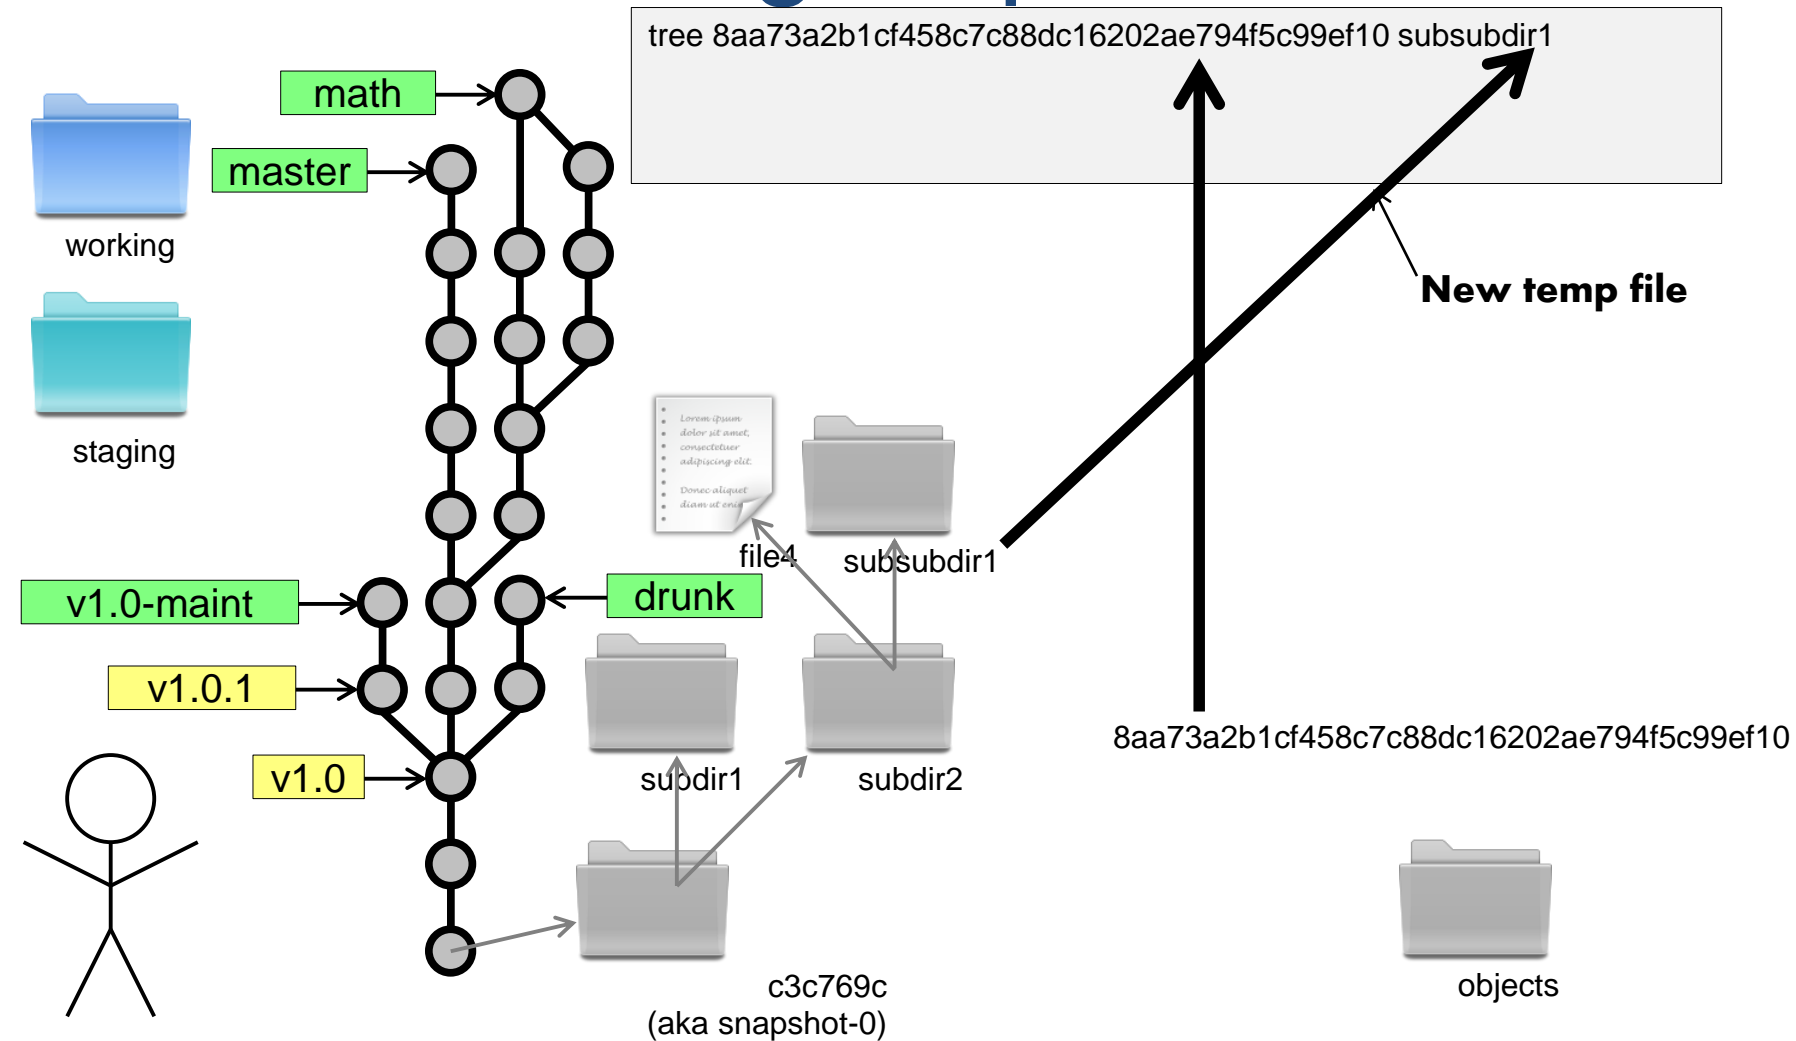 tree 8aa73a2b1cf458c7c88dc16202ae794f5c99ef10 subsubdir1
math
master
working
New temp file
staging
Lorem ipsum
dolor sit amet,
consectetuer
adipiscing elit.
Donec aliquet
diam ut
file4
subsubdir1
v1.0-maint
drunk
v1.0.1
8aa73a2b1cf458c7c88dc16202ae794f5c99ef10
v1.0
subdir1
subdir2
c3c769c
(aka snapshot-0)
objects